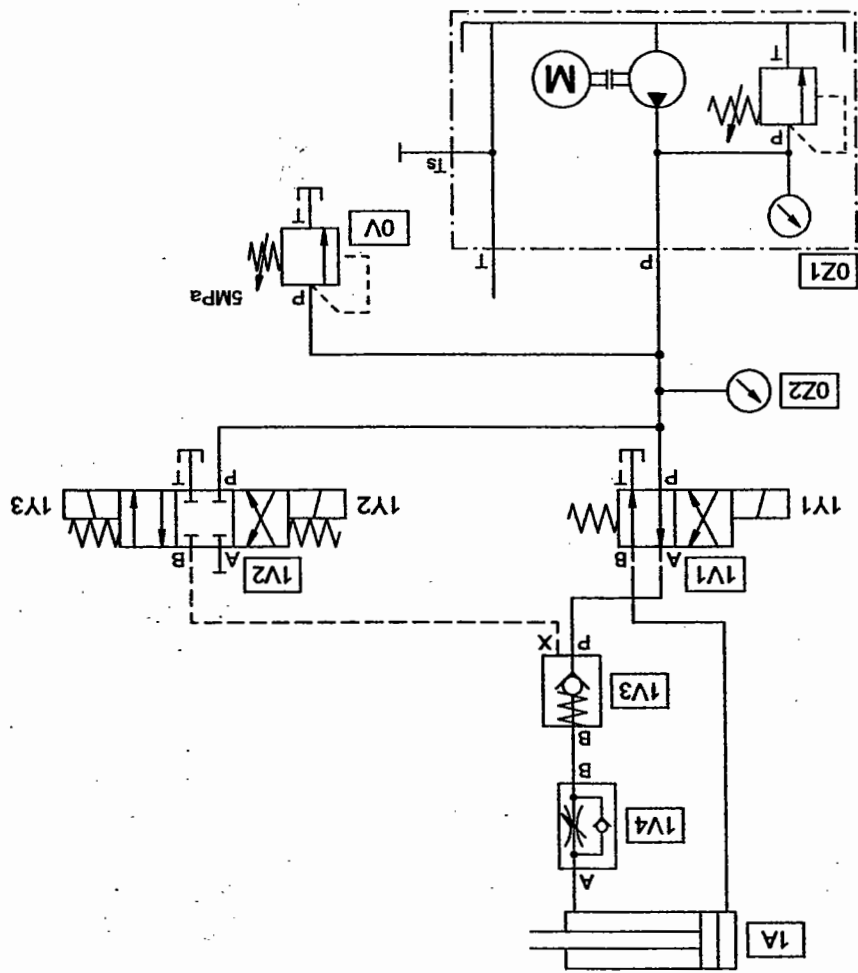 1A
A
1V4
B
B
1V3
P X
1V1 A B
1V2 A B
1Y1
1Y2 1Y3
P T
P T
0Z2
P 5MPa
0V
T
0Z1
P T
Ts
P
M
T